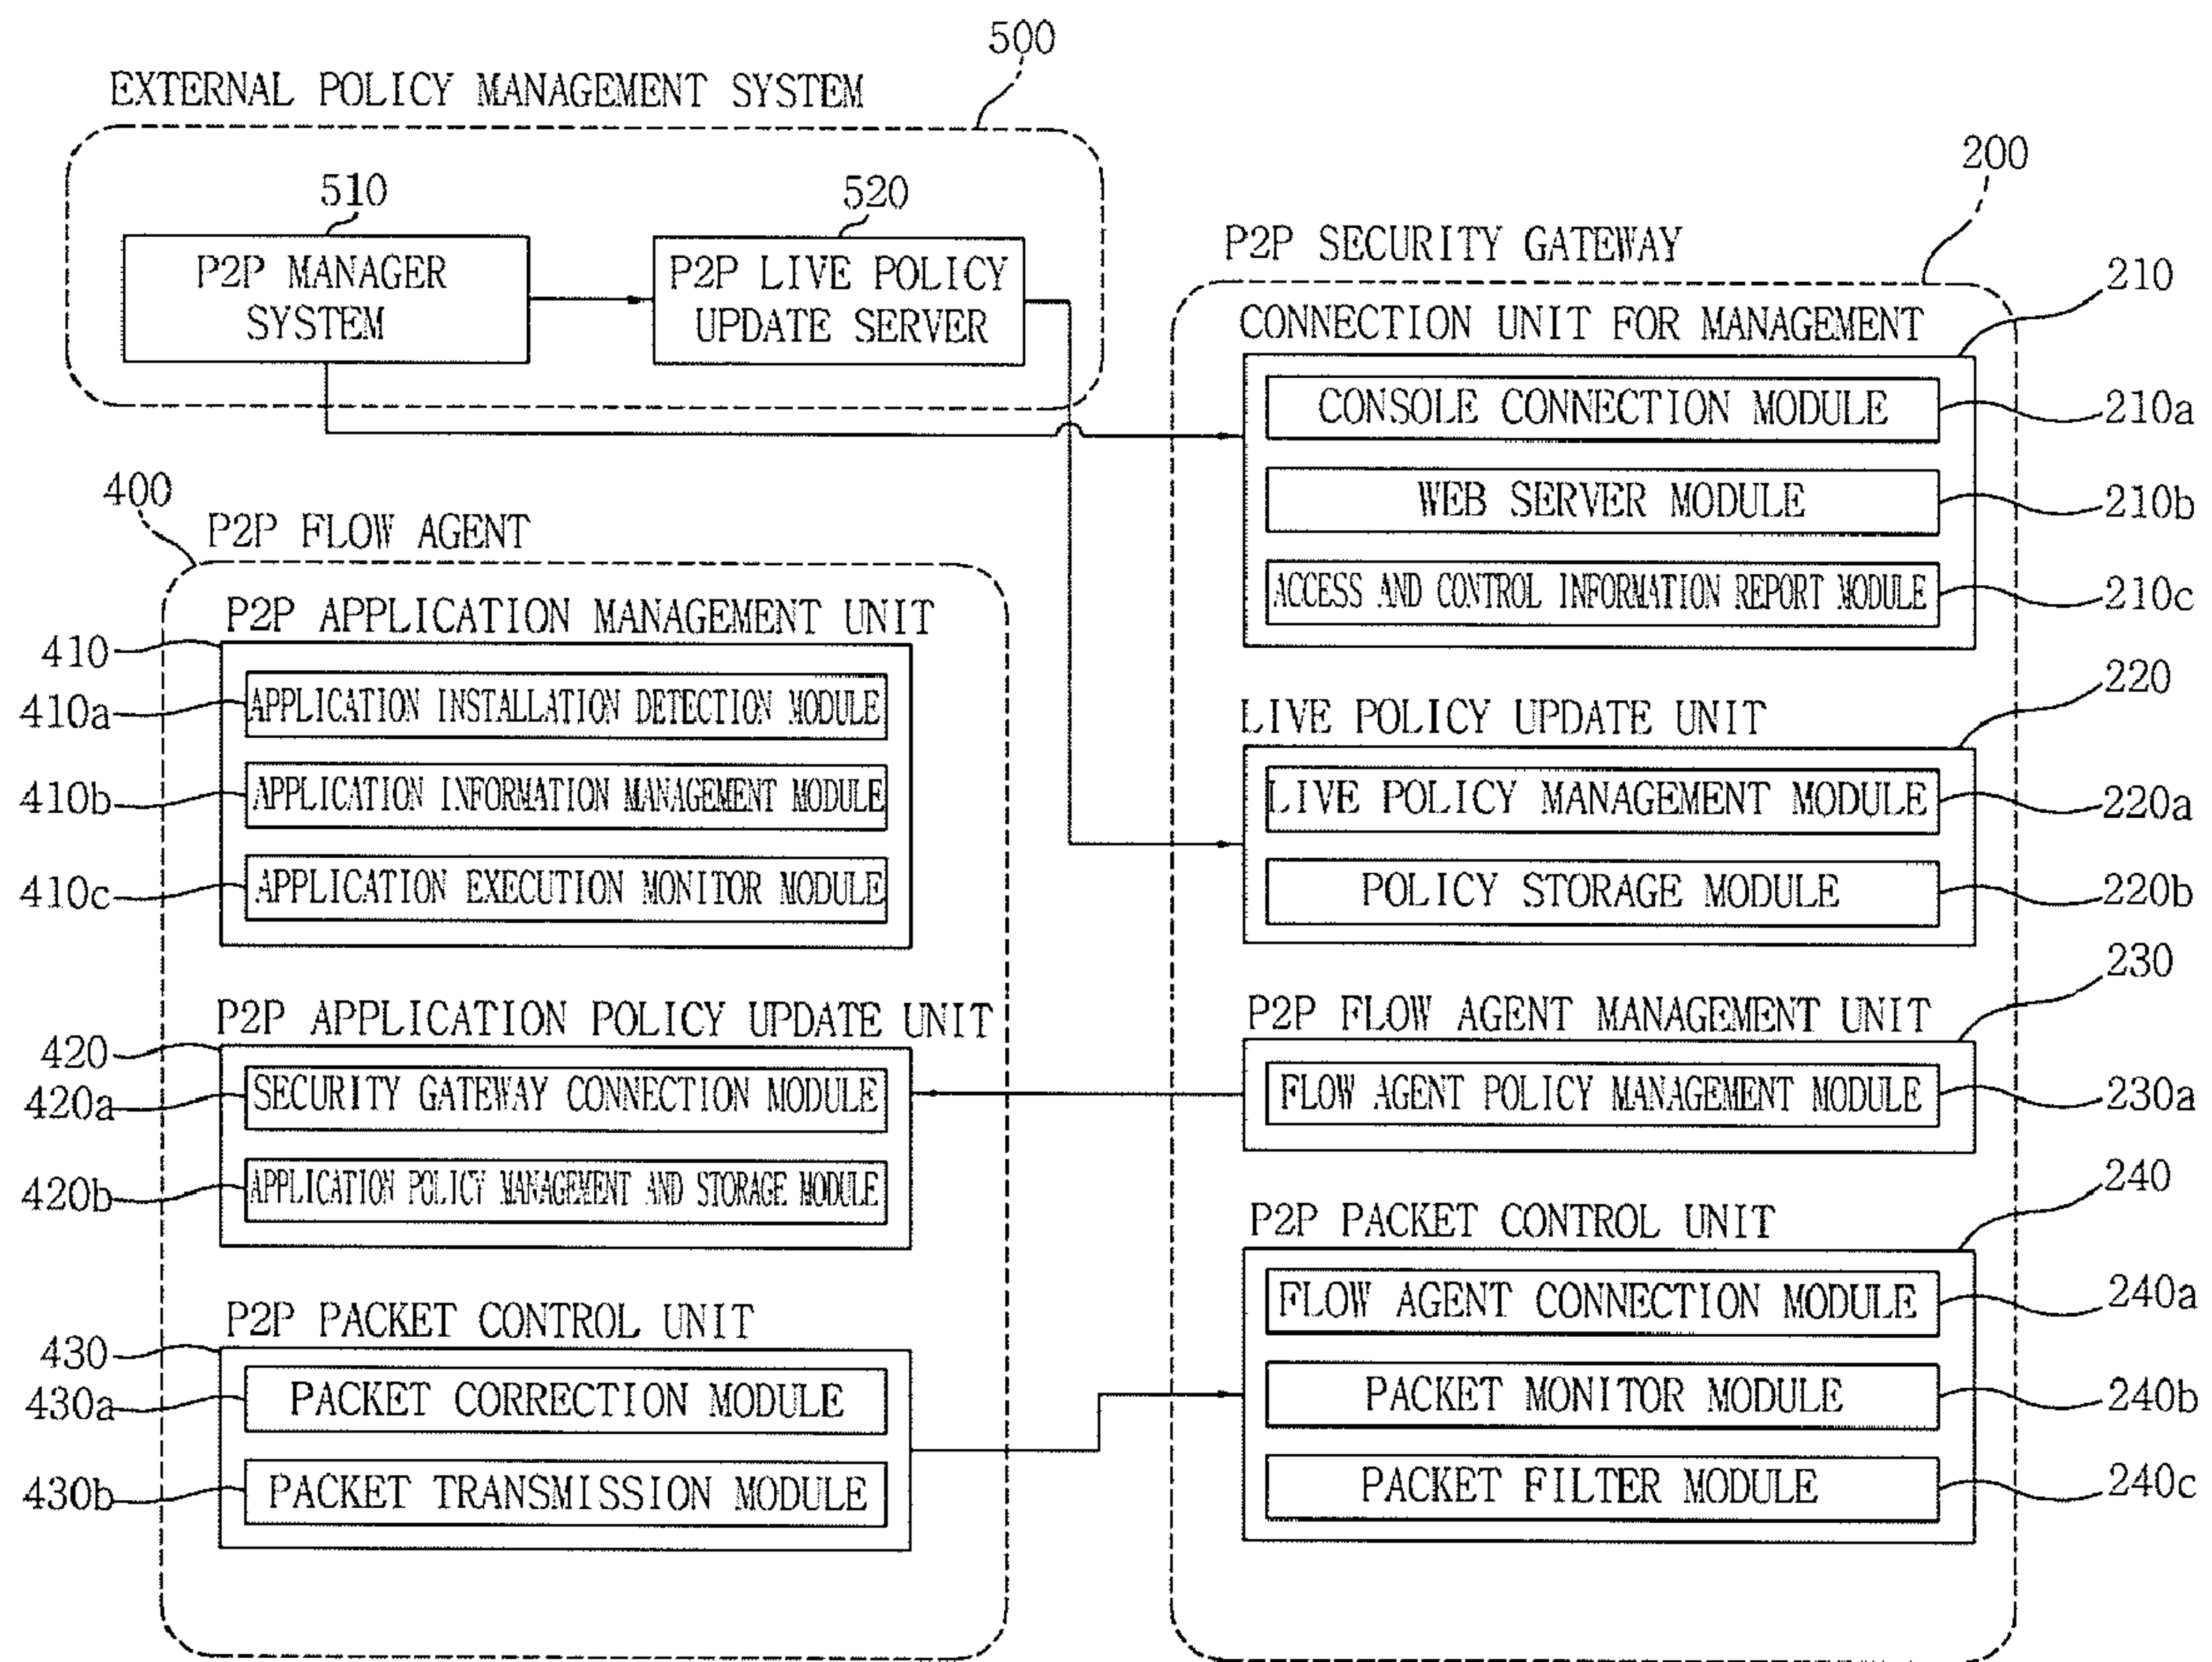 500
EXTERNAL POLICY MANAGEMENT SYSTEM
510
520
P2P MANAGER
SYSTEM
P2P LIVE POLICY
UPDATE SERVER
200
P2P SECURITY GATEWAY
210
CONNECTION UNIT FOR MANAGEMENT
CONSOLE CONNECTION MODULE
210a
WEB SERVER MODULE
210b
ACCESS AND CONTROL INFORMATION REPORT MODULE
210c
220
LIVE POLICY UPDATE UNIT
LIVE POLICY MANAGEMENT MODULE
220a
POLICY STORAGE MODULE
220b
230
P2P FLOW AGENT MANAGEMENT UNIT
FLOW AGENT POLICY MANAGEMENT MODULE
230a
240
P2P PACKET CONTROL UNIT
FLOW AGENT CONNECTION MODULE
240a
PACKET MONITOR MODULE
240b
PACKET FILTER MODULE
240c
400
P2P FLOW AGENT
P2P APPLICATION MANAGEMENT UNIT
410
410a
APPLICATION INSTALLATION DETECTION MODULE
410b
APPLICATION INFORMATION MANAGEMENT MODULE
410c
APPLICATION EXECUTION MONITOR MODULE
P2P APPLICATION POLICY UPDATE UNIT
420
420a
SECURITY GATEWAY CONNECTION MODULE
420b
APPLICATION POLICY MANAGEMENT AND STORAGE MODULE
P2P PACKET CONTROL UNIT
430
430a
PACKET CORRECTION MODULE
430b
PACKET TRANSMISSION MODULE